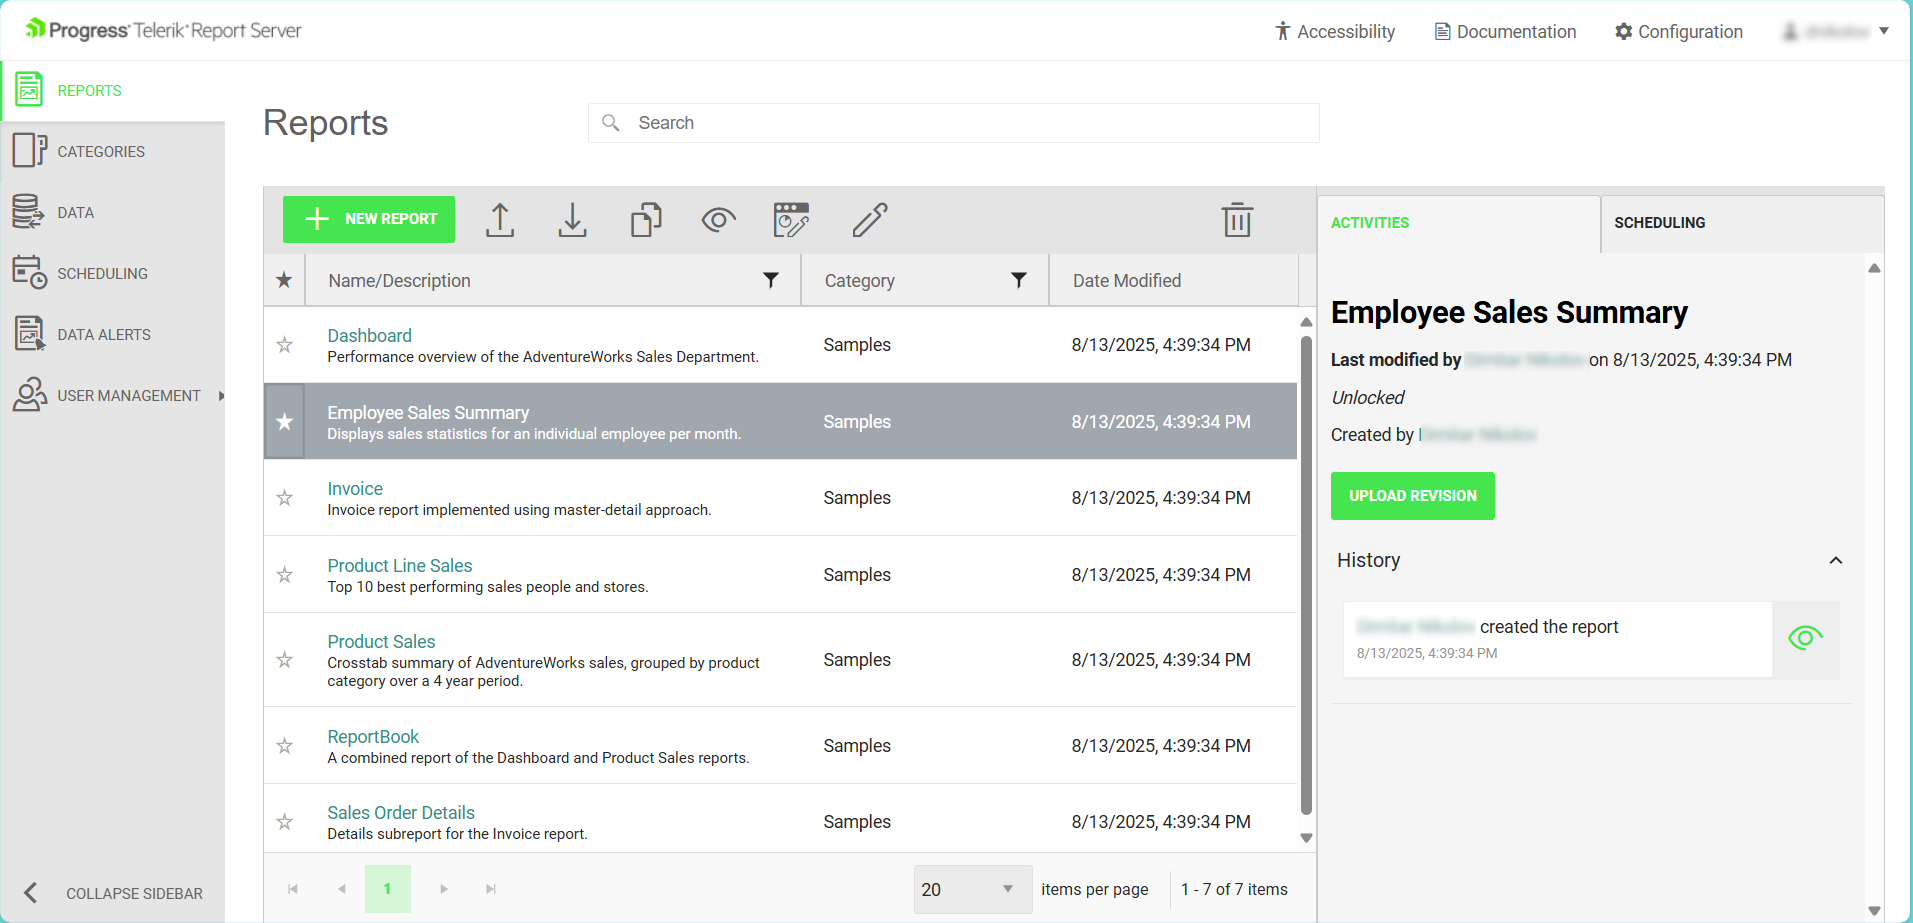 Progress® Telerik® Report Server
Accessibility
Documentation
Configuration
REPORTS
CATEGORIES
DATA
SCHEDULING
DATA ALERTS
USER MANAGEMENT
COLLAPSE SIDEBAR
Reports
Search
NEW REPORT
Name/Description
Category
Date Modified
Dashboard
Performance overview of the AdventureWorks Sales Department.
Samples
8/13/2025, 4:39:34 PM
Employee Sales Summary
Displays sales statistics for an individual employee per month.
Samples
8/13/2025, 4:39:34 PM
Invoice
Invoice report implemented using master-detail approach.
Samples
8/13/2025, 4:39:34 PM
Product Line Sales
Top 10 best performing sales people and stores.
Samples
8/13/2025, 4:39:34 PM
Product Sales
Crosstab summary of AdventureWorks sales, grouped by product
category over a 4 year period.
Samples
8/13/2025, 4:39:34 PM
ReportBook
A combined report of the Dashboard and Product Sales reports.
Samples
8/13/2025, 4:39:34 PM
Sales Order Details
Details subreport for the Invoice report.
Samples
8/13/2025, 4:39:34 PM
1
20
items per page
1 - 7 of 7 items
ACTIVITIES
SCHEDULING
Employee Sales Summary
Last modified by on 8/13/2025, 4:39:34 PM
Unlocked
Created by
UPLOAD REVISION
History
created the report
8/13/2025, 4:39:34 PM